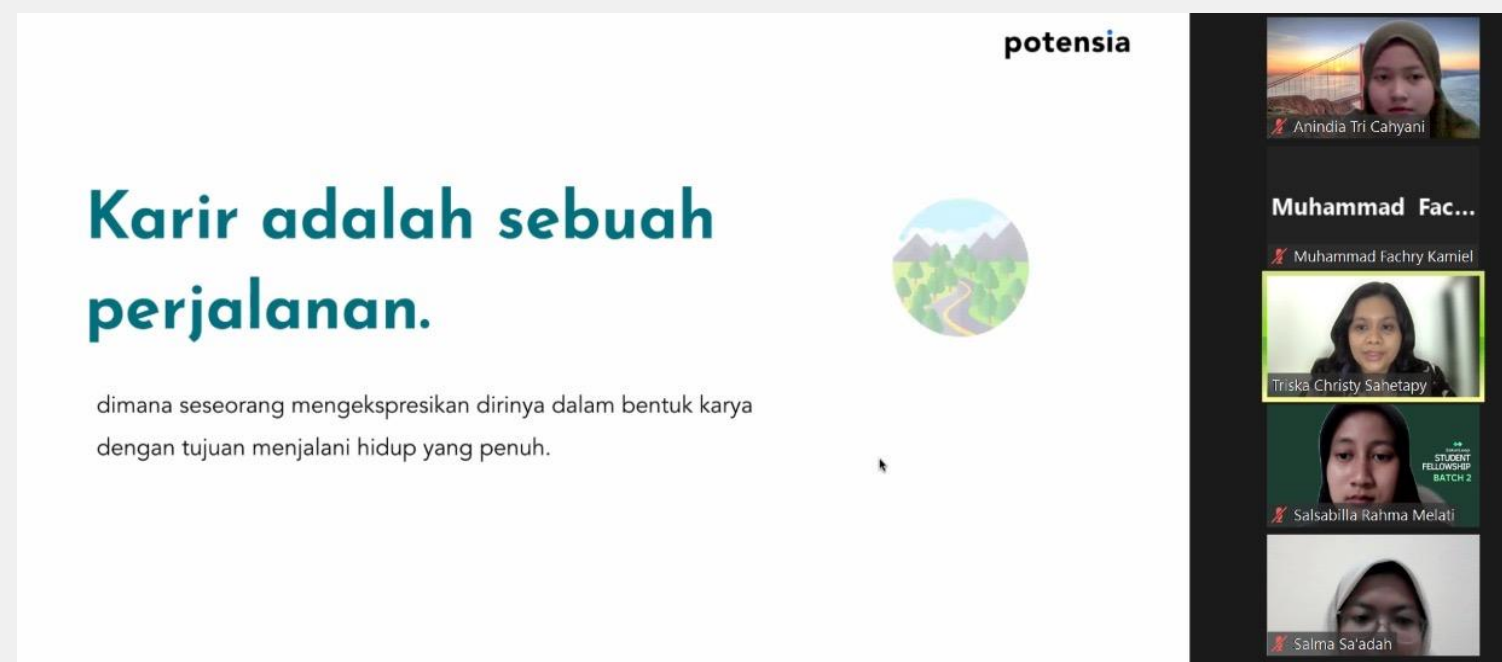 potensia
Karir adalah sebuah
perjalanan.
dimana seseorang mengekspresikan dirinya dalam bentuk karya
dengan tujuan menjalani hidup yang penuh.
Anindia Tri Cahyani
Muhammad Fac...
Muhammad Fachry Kamiel
Triska Christy Sahetapy
STUDENT
FELLOWSHIP
BATCH 2
Salsabilla Rahma Melati
Salma Sa'adah